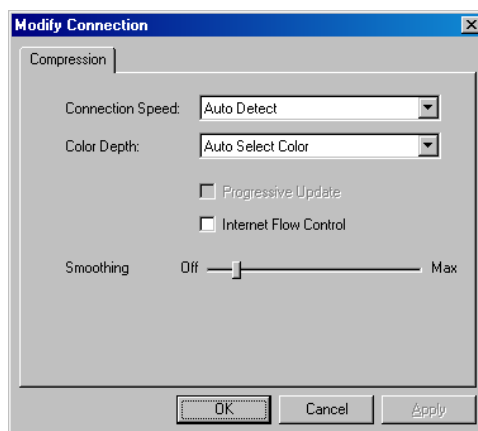 Modify Connection
Compression
Connection Speed: Auto Detect
Color Depth: Auto Select Color
Progressive Update
Internet Flow Control
Smoothing Off Max
OK Cancel Apply